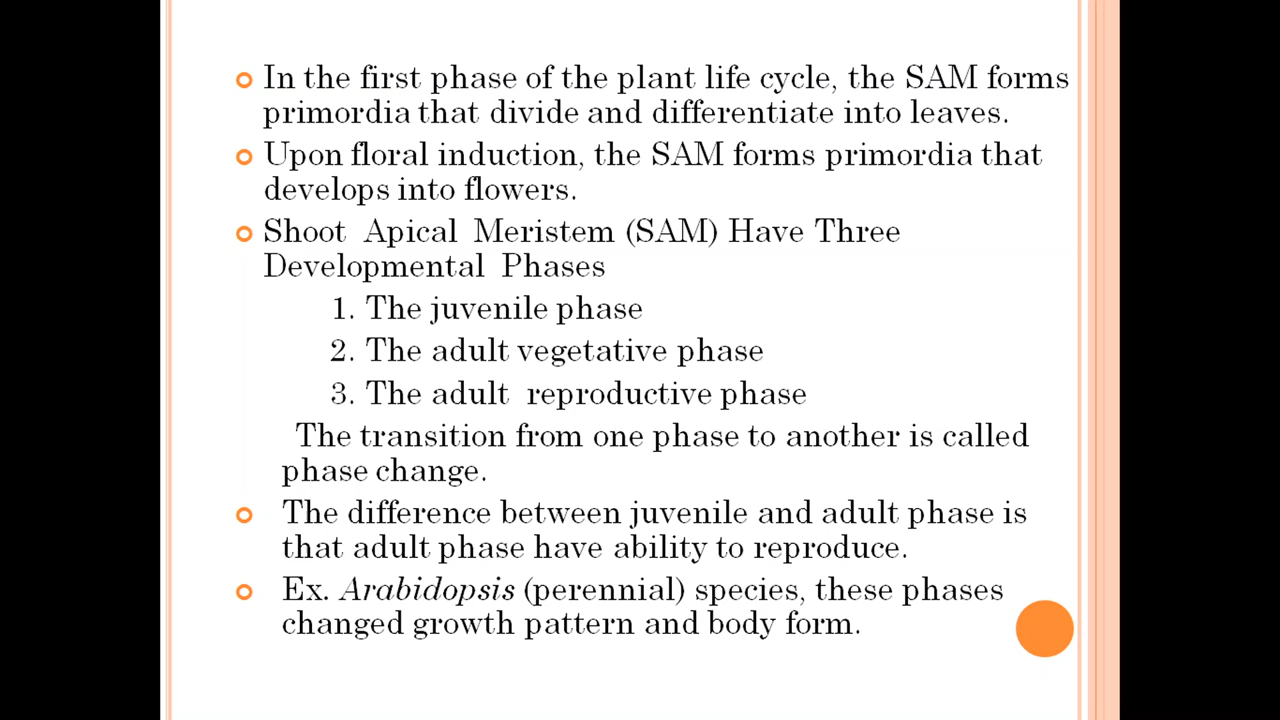 In the first phase of the plant life cycle, the SAM forms
primordia that divide and differentiate into leaves.
Upon floral induction, the SAM forms primordia that
develops into flowers.
Shoot Apical Meristem (SAM) Have Three
Developmental Phases
1. The juvenile phase
2. The adult vegetative phase
3. The adult reproductive phase
The transition from one phase to another is called
phase change.
The difference between juvenile and adult phase is
that adult phase have ability to reproduce.
Ex. Arabidopsis (perennial) species, these phases
changed growth pattern and body form.